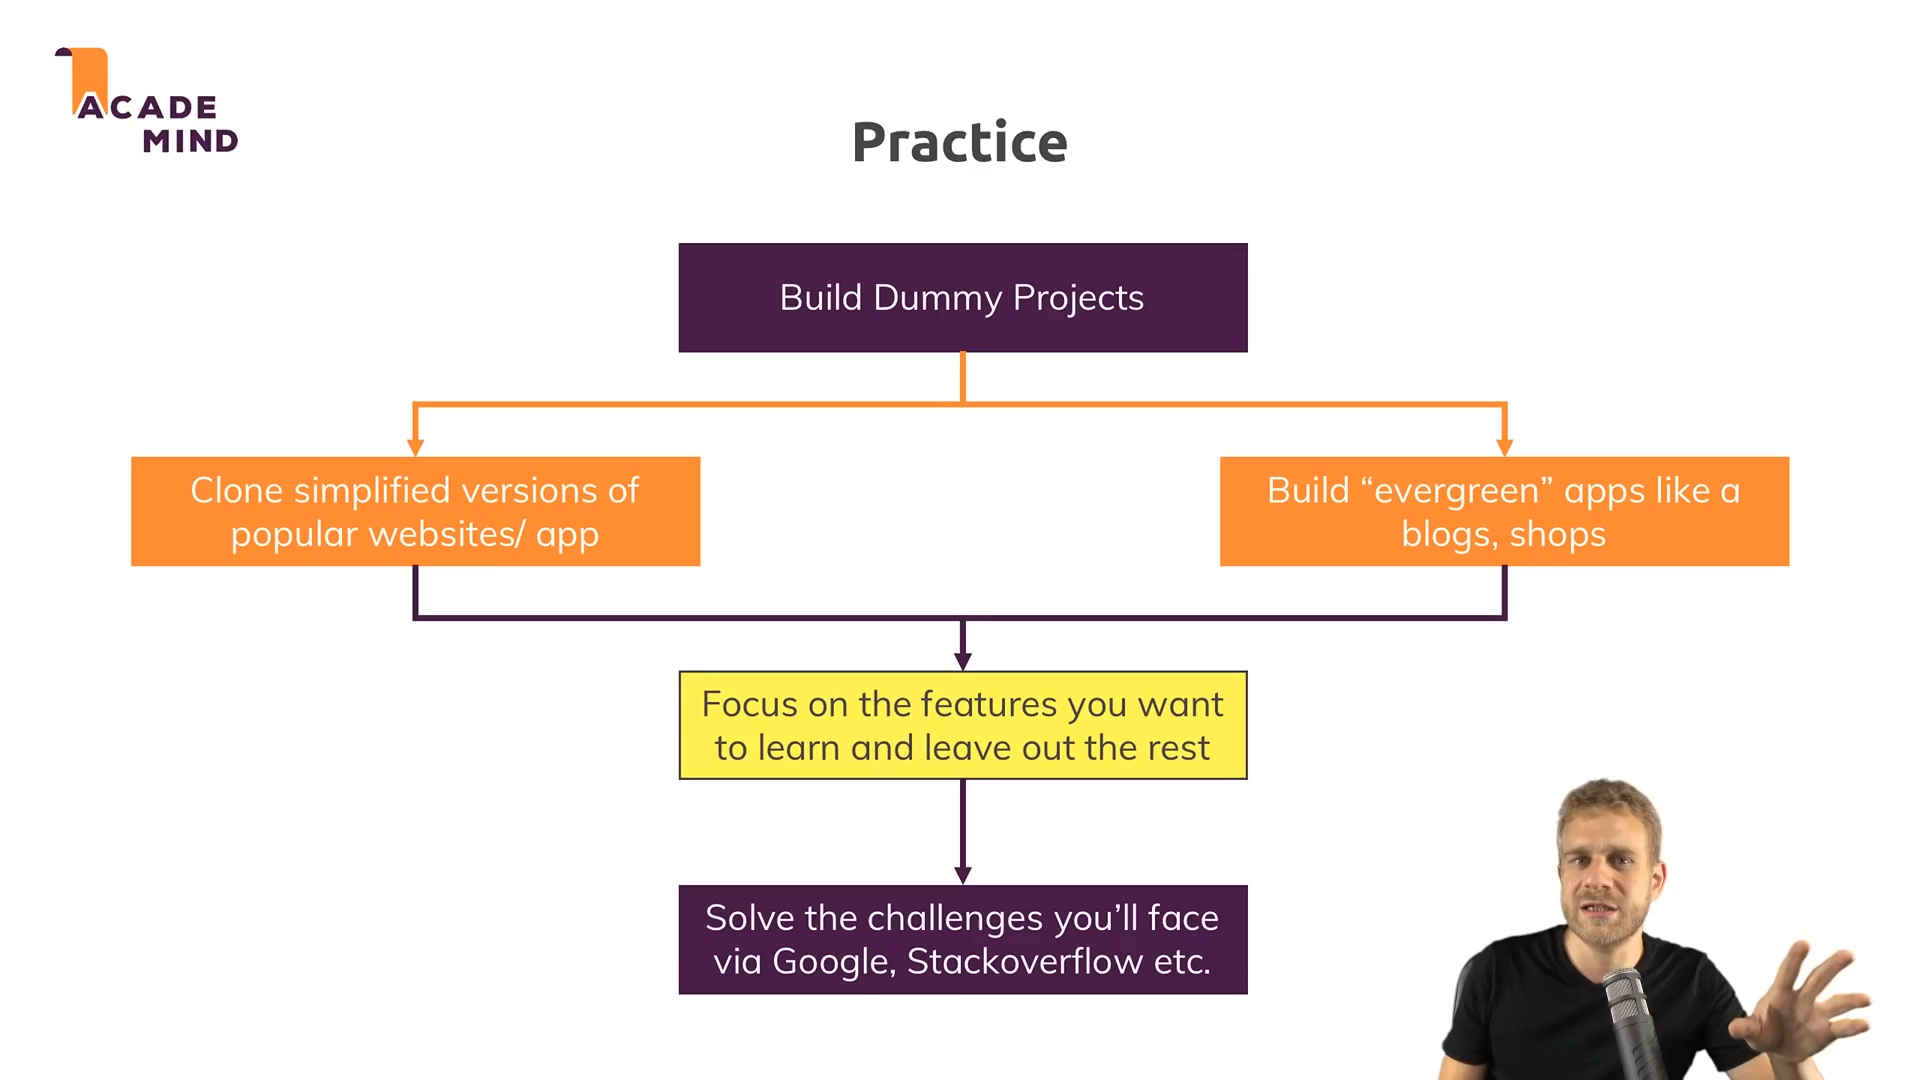 ACADE
MIND
Practice
Build Dummy Projects
Clone simplified versions of
popular websites/ app
Build “evergreen” apps like a
blogs, shops
Focus on the features you want
to learn and leave out the rest
Solve the challenges you’ll face
via Google, Stackoverflow etc.